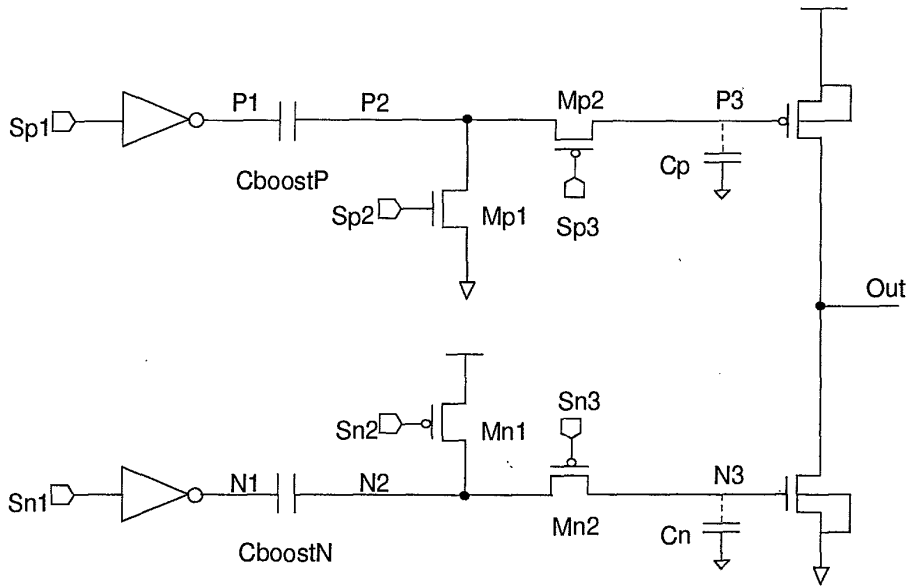 Sp1
P1
P2
Mp2
P3
CboostP
Sp2
Mp1
Sp3
Cp
Out
Sn2
Mn1
Sn3
Sn1
N1
N2
N3
Mn2
Cn
CboostN